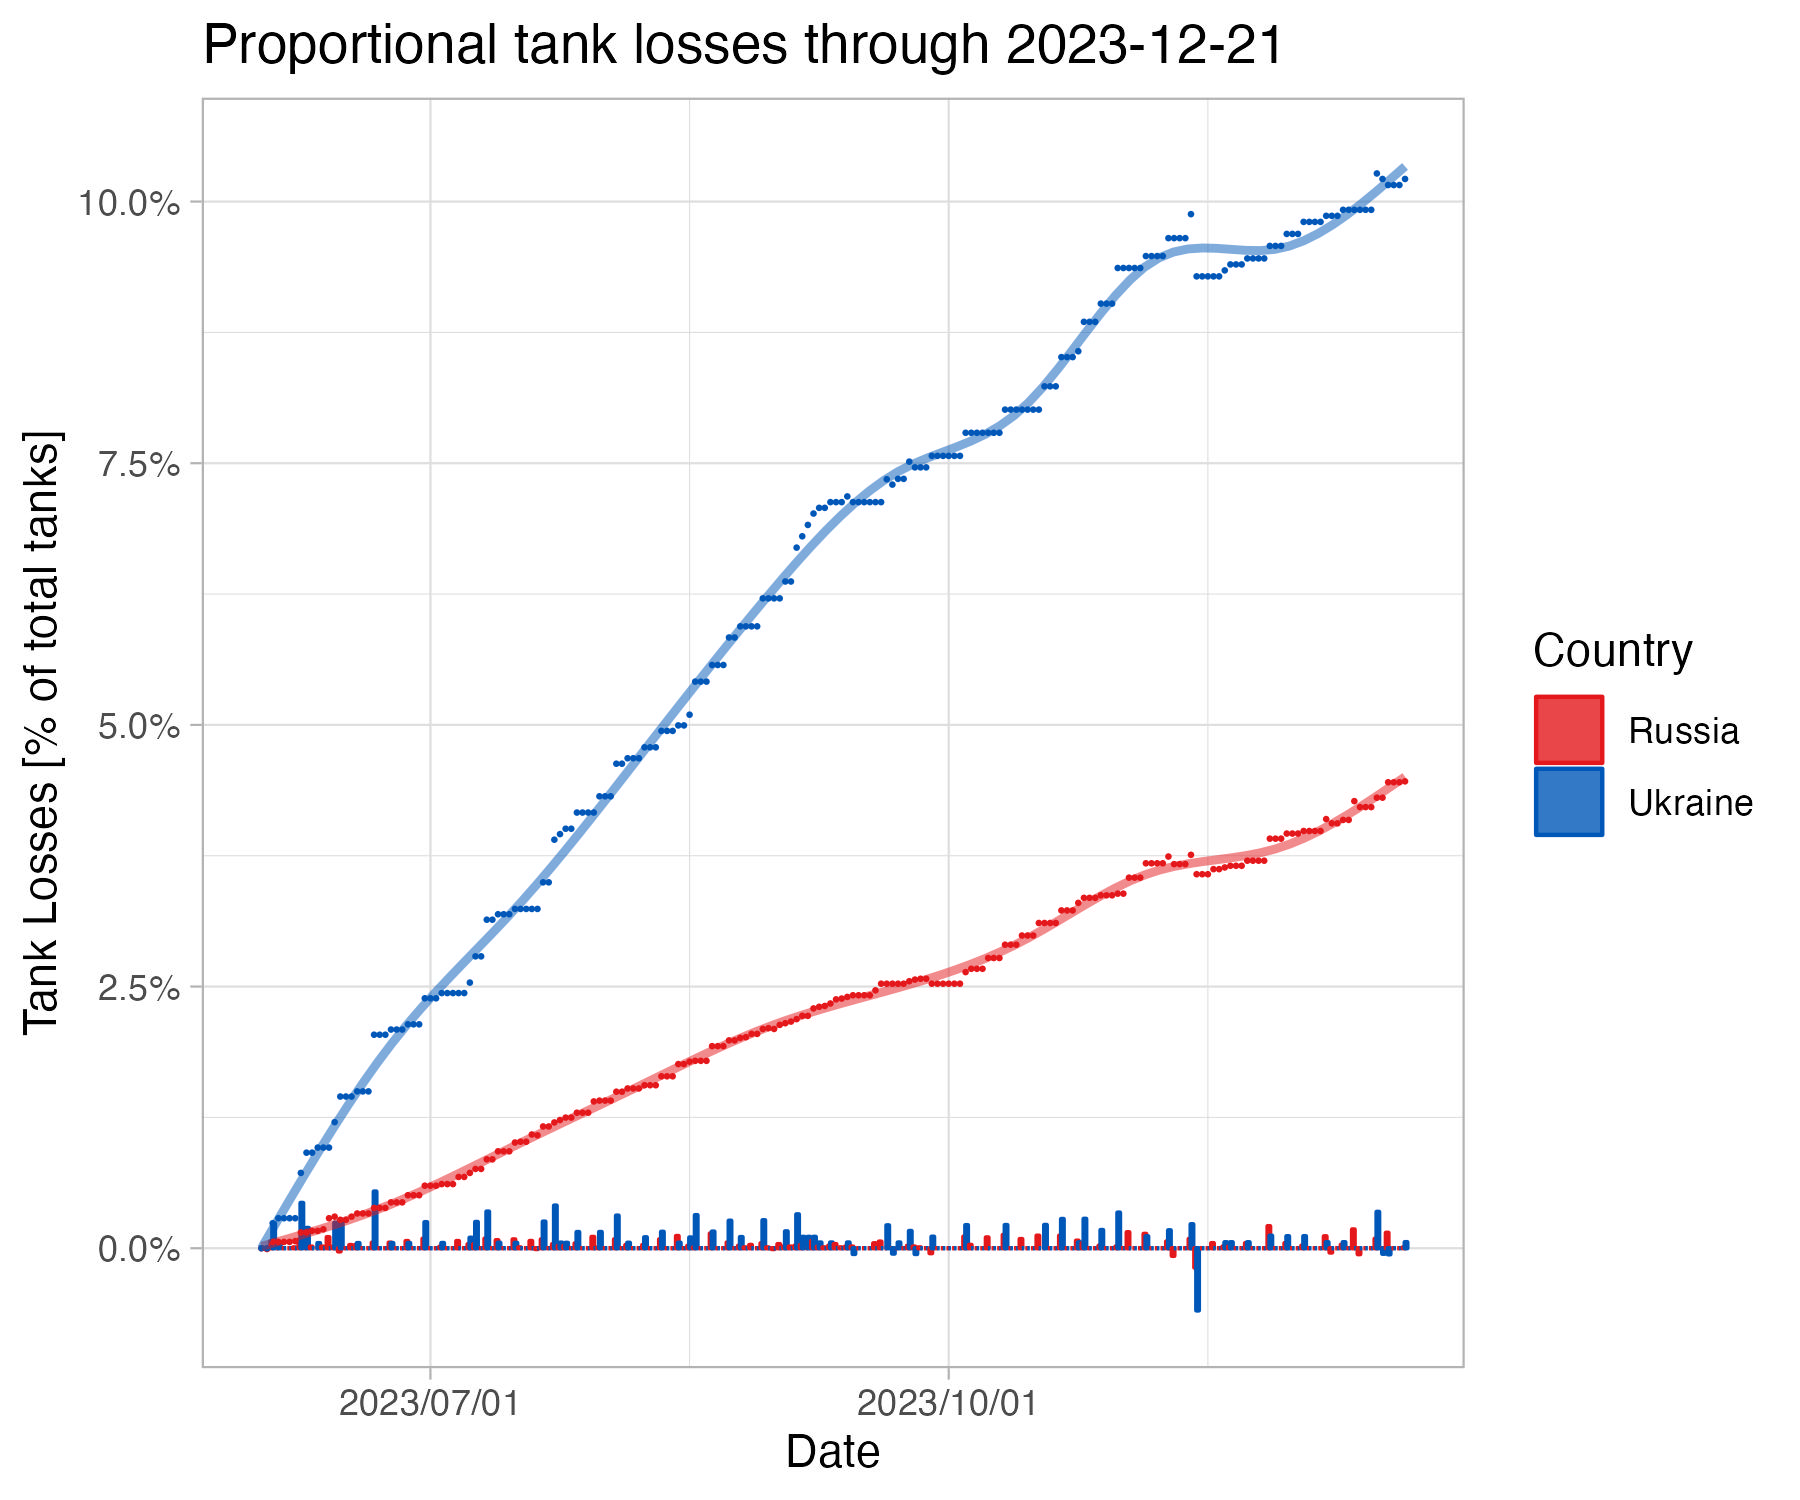 Proportional tank losses through 2023-12-21
Tank Losses [% of total tanks]
10.0%
7.5%
5.0%
2.5%
0.0%
2023/07/01
2023/10/01
Date
Country
Russia
Ukraine